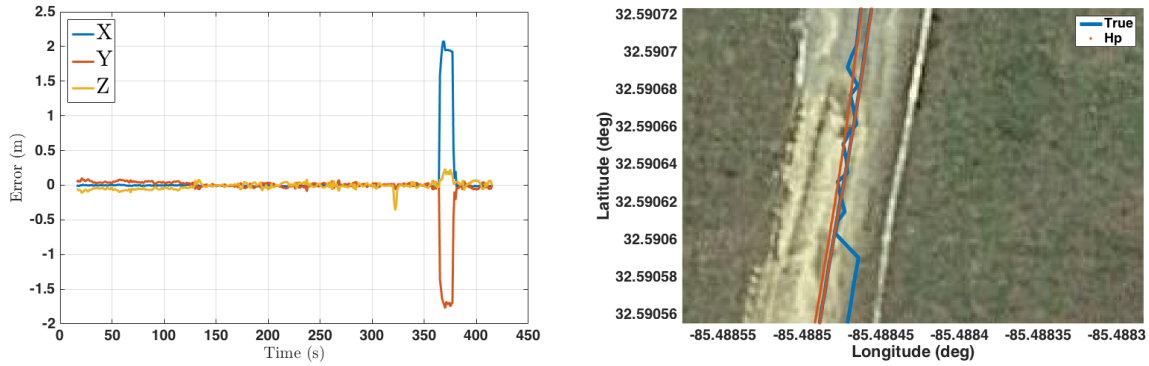 2.5
2
1.5
1
0.5
0
-0.5
-1
-1.5
-2
Error (m)
X
Y
Z
0 50 100 150 200 250 300 350 400 450
Time (s)
32.59072
32.5907
32.59068
32.59066
32.59064
32.59062
32.5906
32.59058
32.59056
Latitude (deg)
True
Hp
-85.48855 -85.4885 -85.48845 -85.4884 -85.48835 -85.4883
Longitude (deg)